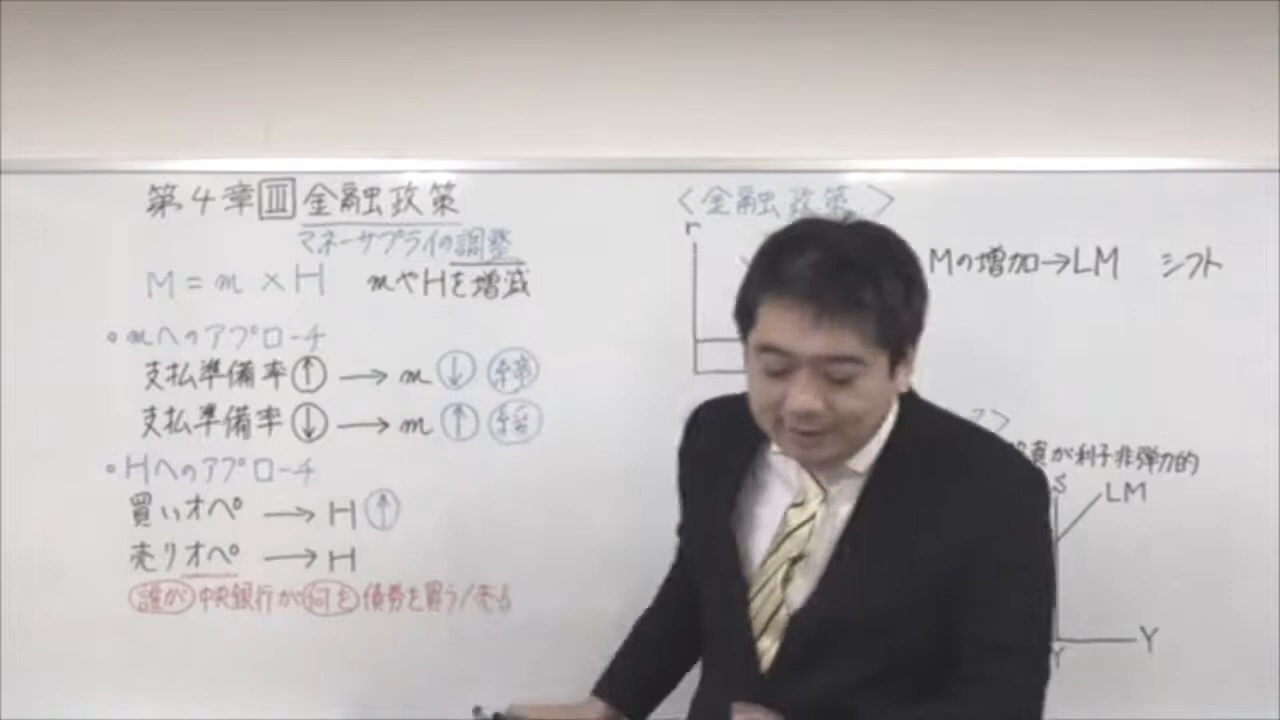 第4章 Ⅲ 金融政策
マネーサプライの調整
M = m × H mやHを増減
・mへのアプローチ
支払準備率↑ → m ↓ 締
支払準備率↓ → m ↑ 緩
・Hへのアプローチ
買いオペ → H ↑
売りオペ → H
誰が 中央銀行が 何を 債券を買う/売る
〈金融政策〉
r
Mの増加→LM シフト
〉
が利子非弾力的
S
LM
Y
Y